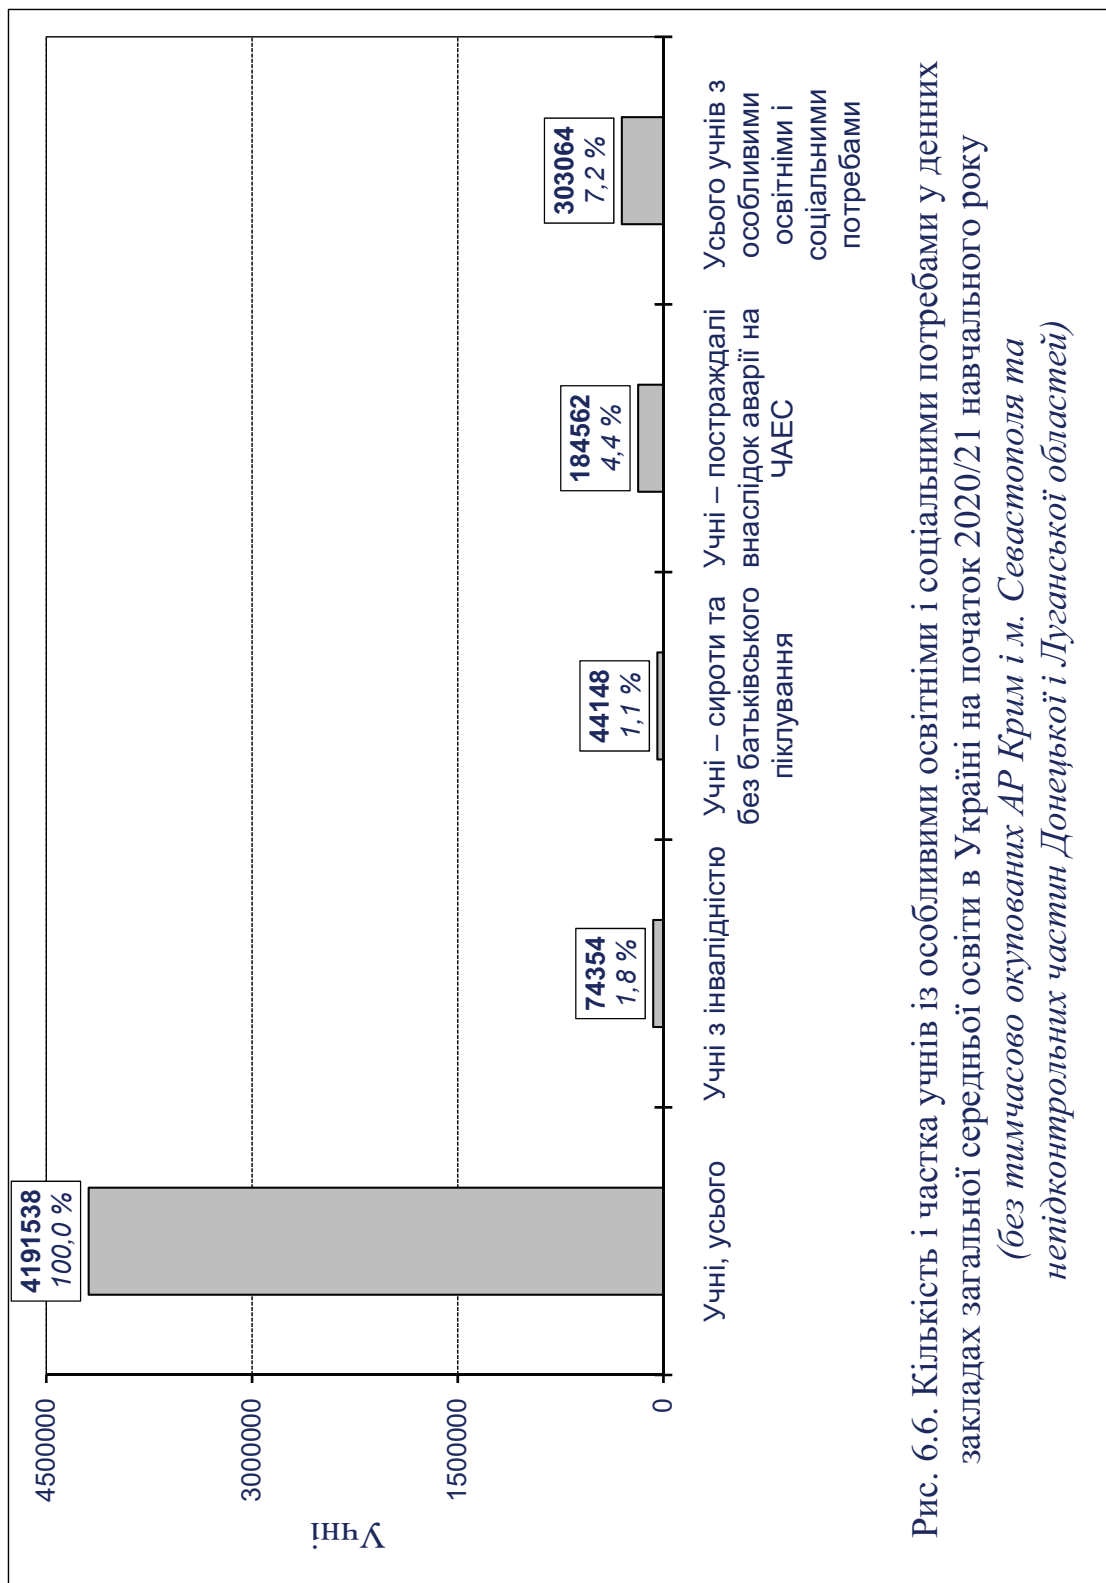 Учні
4500000
3000000
1500000
0
4191538
100,0 %
74354
1,8 %
44148
1,1 %
184562
4,4 %
303064
7,2 %
Учні, усього
Учні з інвалідністю
Учні – сироти та
без батьківського
піклування
Учні – постраждалі
внаслідок аварії на
ЧАЕС
Усього учнів з
особливими
освітніми і
соціальними
потребами
Рис. 6.6. Кількість і частка учнів із особливими освітніми і соціальними потребами у денних
закладах загальної середньої освіти в Україні на початок 2020/21 навчального року
(без тимчасово окупованих АР Крим і м. Севастополя та
непідконтрольних частин Донецької і Луганської областей)